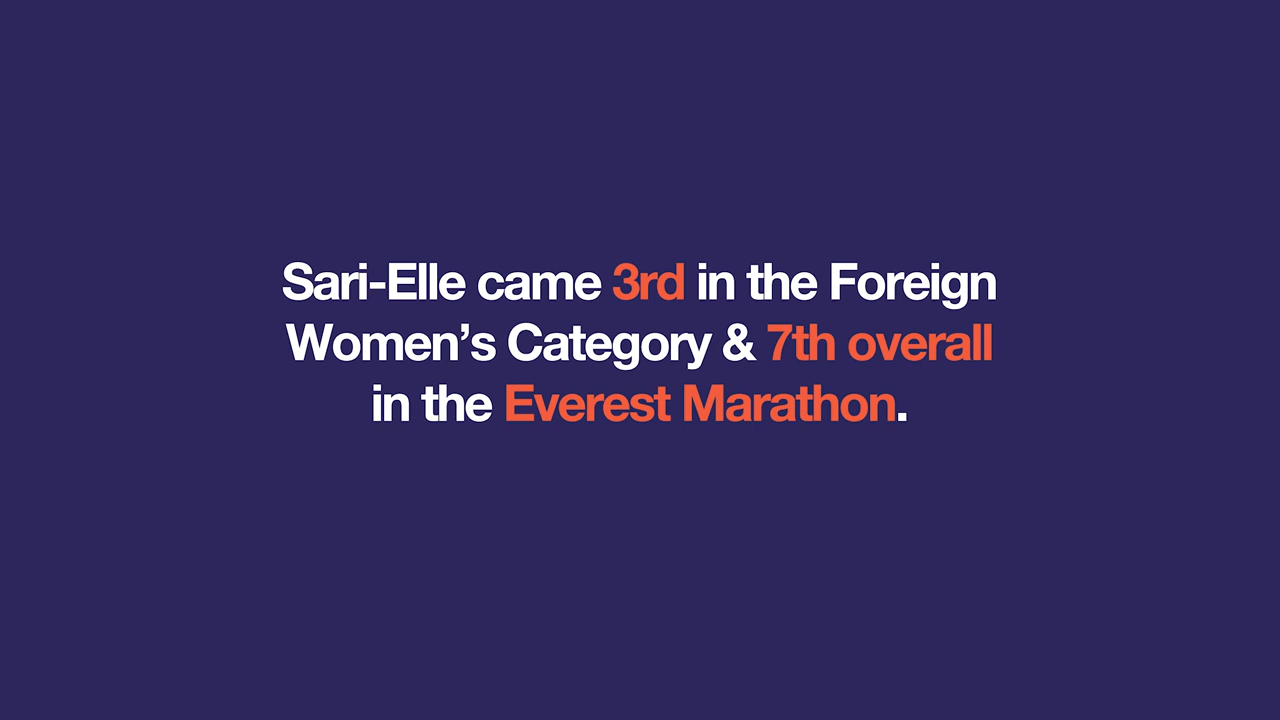 Sari-Elle came 3rd in the Foreign
Women’s Category & 7th overall
in the Everest Marathon.